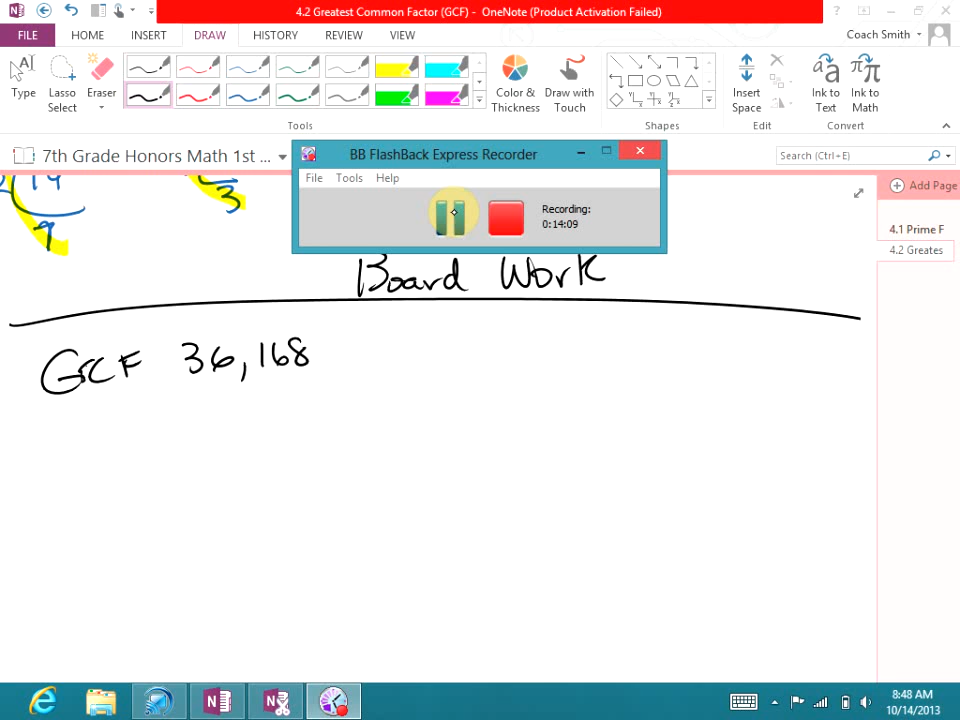 4.2 Greatest Common Factor (GCF) - OneNote (Product Activation Failed)
FILE HOME INSERT DRAW HISTORY REVIEW VIEW
Coach Smith
Type
Lasso Select
Eraser
Color & Thickness
Draw with Touch
Insert Space
Ink to Text
Ink to Math
Tools
Shapes
Edit
Convert
7th Grade Honors Math 1st ...
Search (Ctrl+E)
BB FlashBack Express Recorder
File Tools Help
Recording:
0:14:09
Add Page
4.1 Prime F
4.2 Greates
3
9
Board Work
GCF 36,168
8:48 AM
10/14/2013